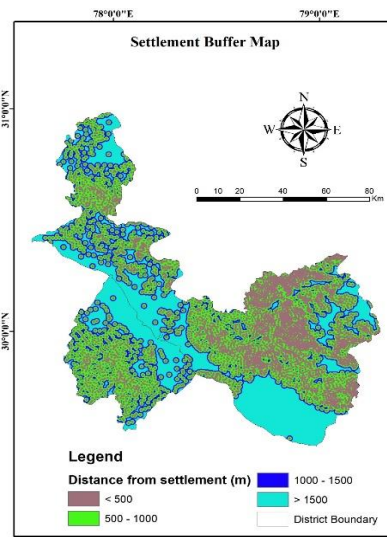 78°0'0"E 79°0'0"E
Settlement Buffer Map
31°0'0"N
N
W E
S
0 10 20 40 60 80
Km
30°0'0"N
Legend
Distance from settlement (m)
< 500
500 - 1000
1000 - 1500
> 1500
District Boundary